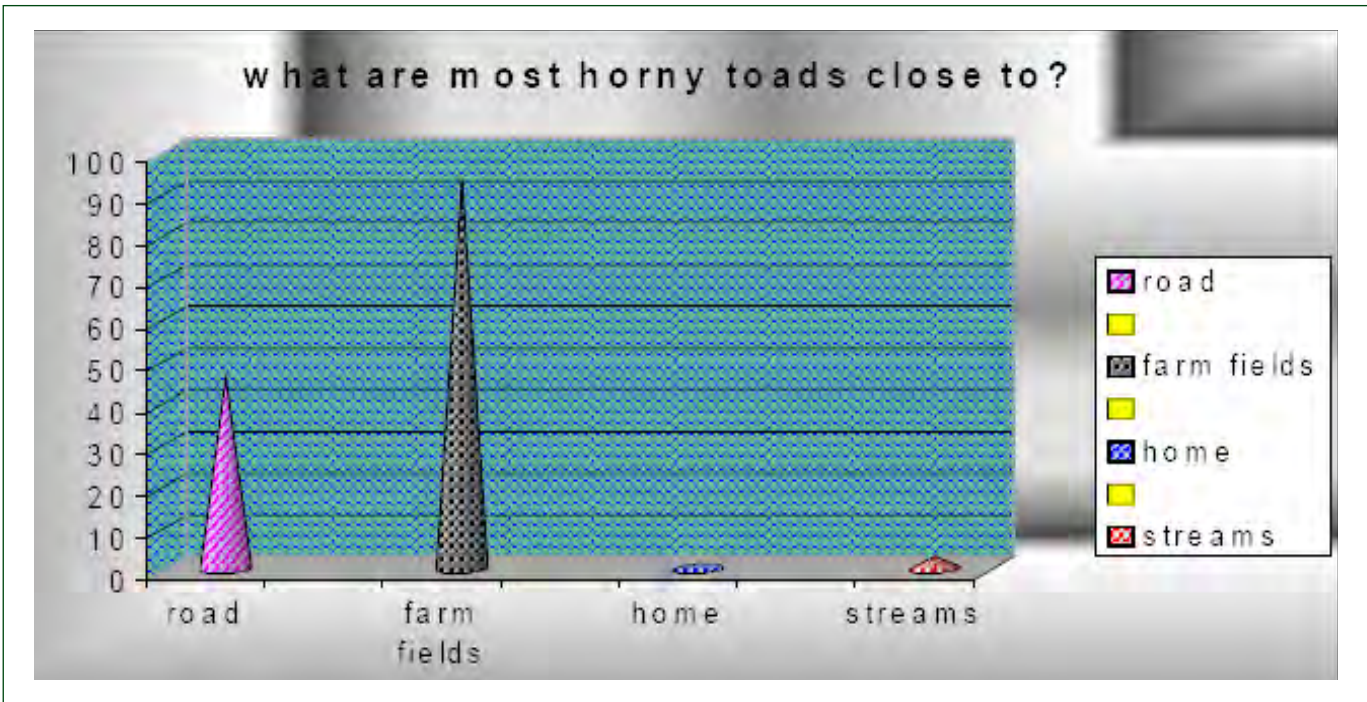 what are most horny toads close to?
100
90
80
70
60
50
40
30
20
10
0
road
farm
fields
home
streams
road
farm fields
home
streams